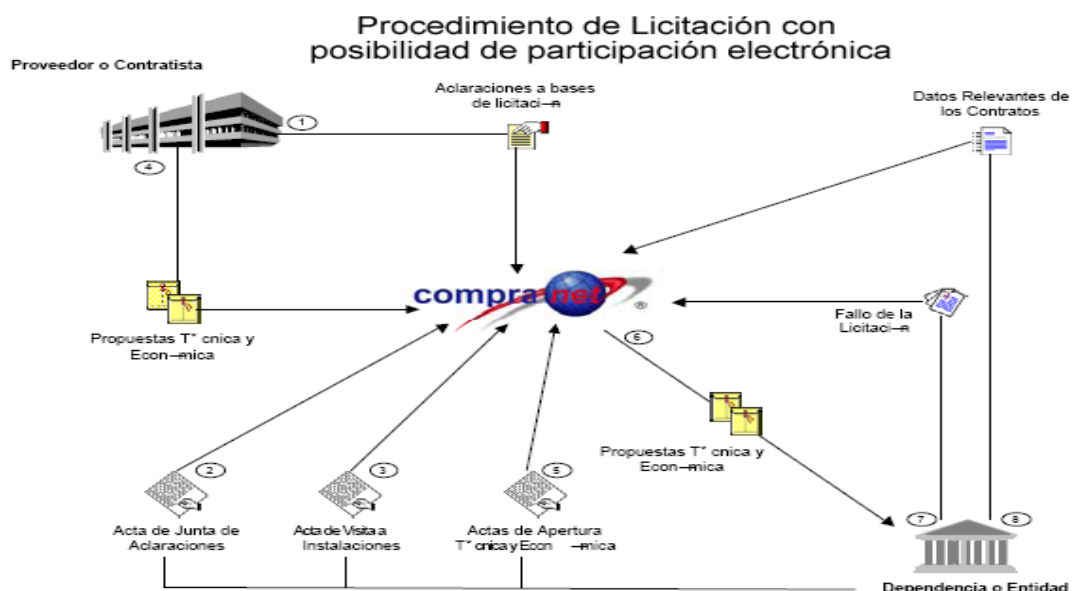 Procedimiento de Licitación con
posibilidad de participación electrónica
Proveedor o Contratista
Aclaraciones a bases
de licitaci–n
Datos Relevantes de
los Contratos
1
4
compranet
®
Fallo de la
Licitaci–n
Propuestas T" cnica y
Econ–mica
6
Propuestas T" cnica y
Econ–mica
2
3
5
7
8
Acta de Junta de
Aclaraciones
Acta de Visita a
Instalaciones
Actas de Apertura
T" cnica y Econ –mica
Dependencia o Entidad